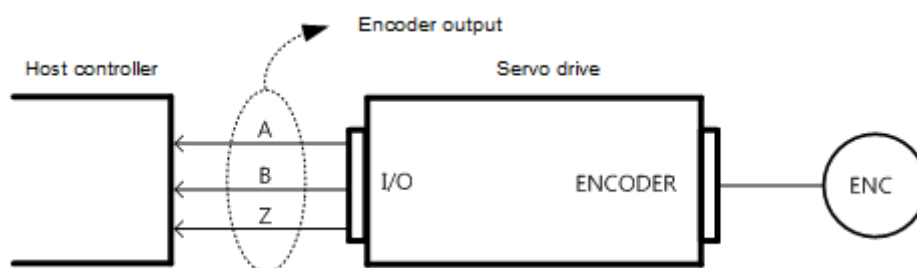 Encoder output
Host controller
Servo drive
A
B
Z
I/O
ENCODER
ENC